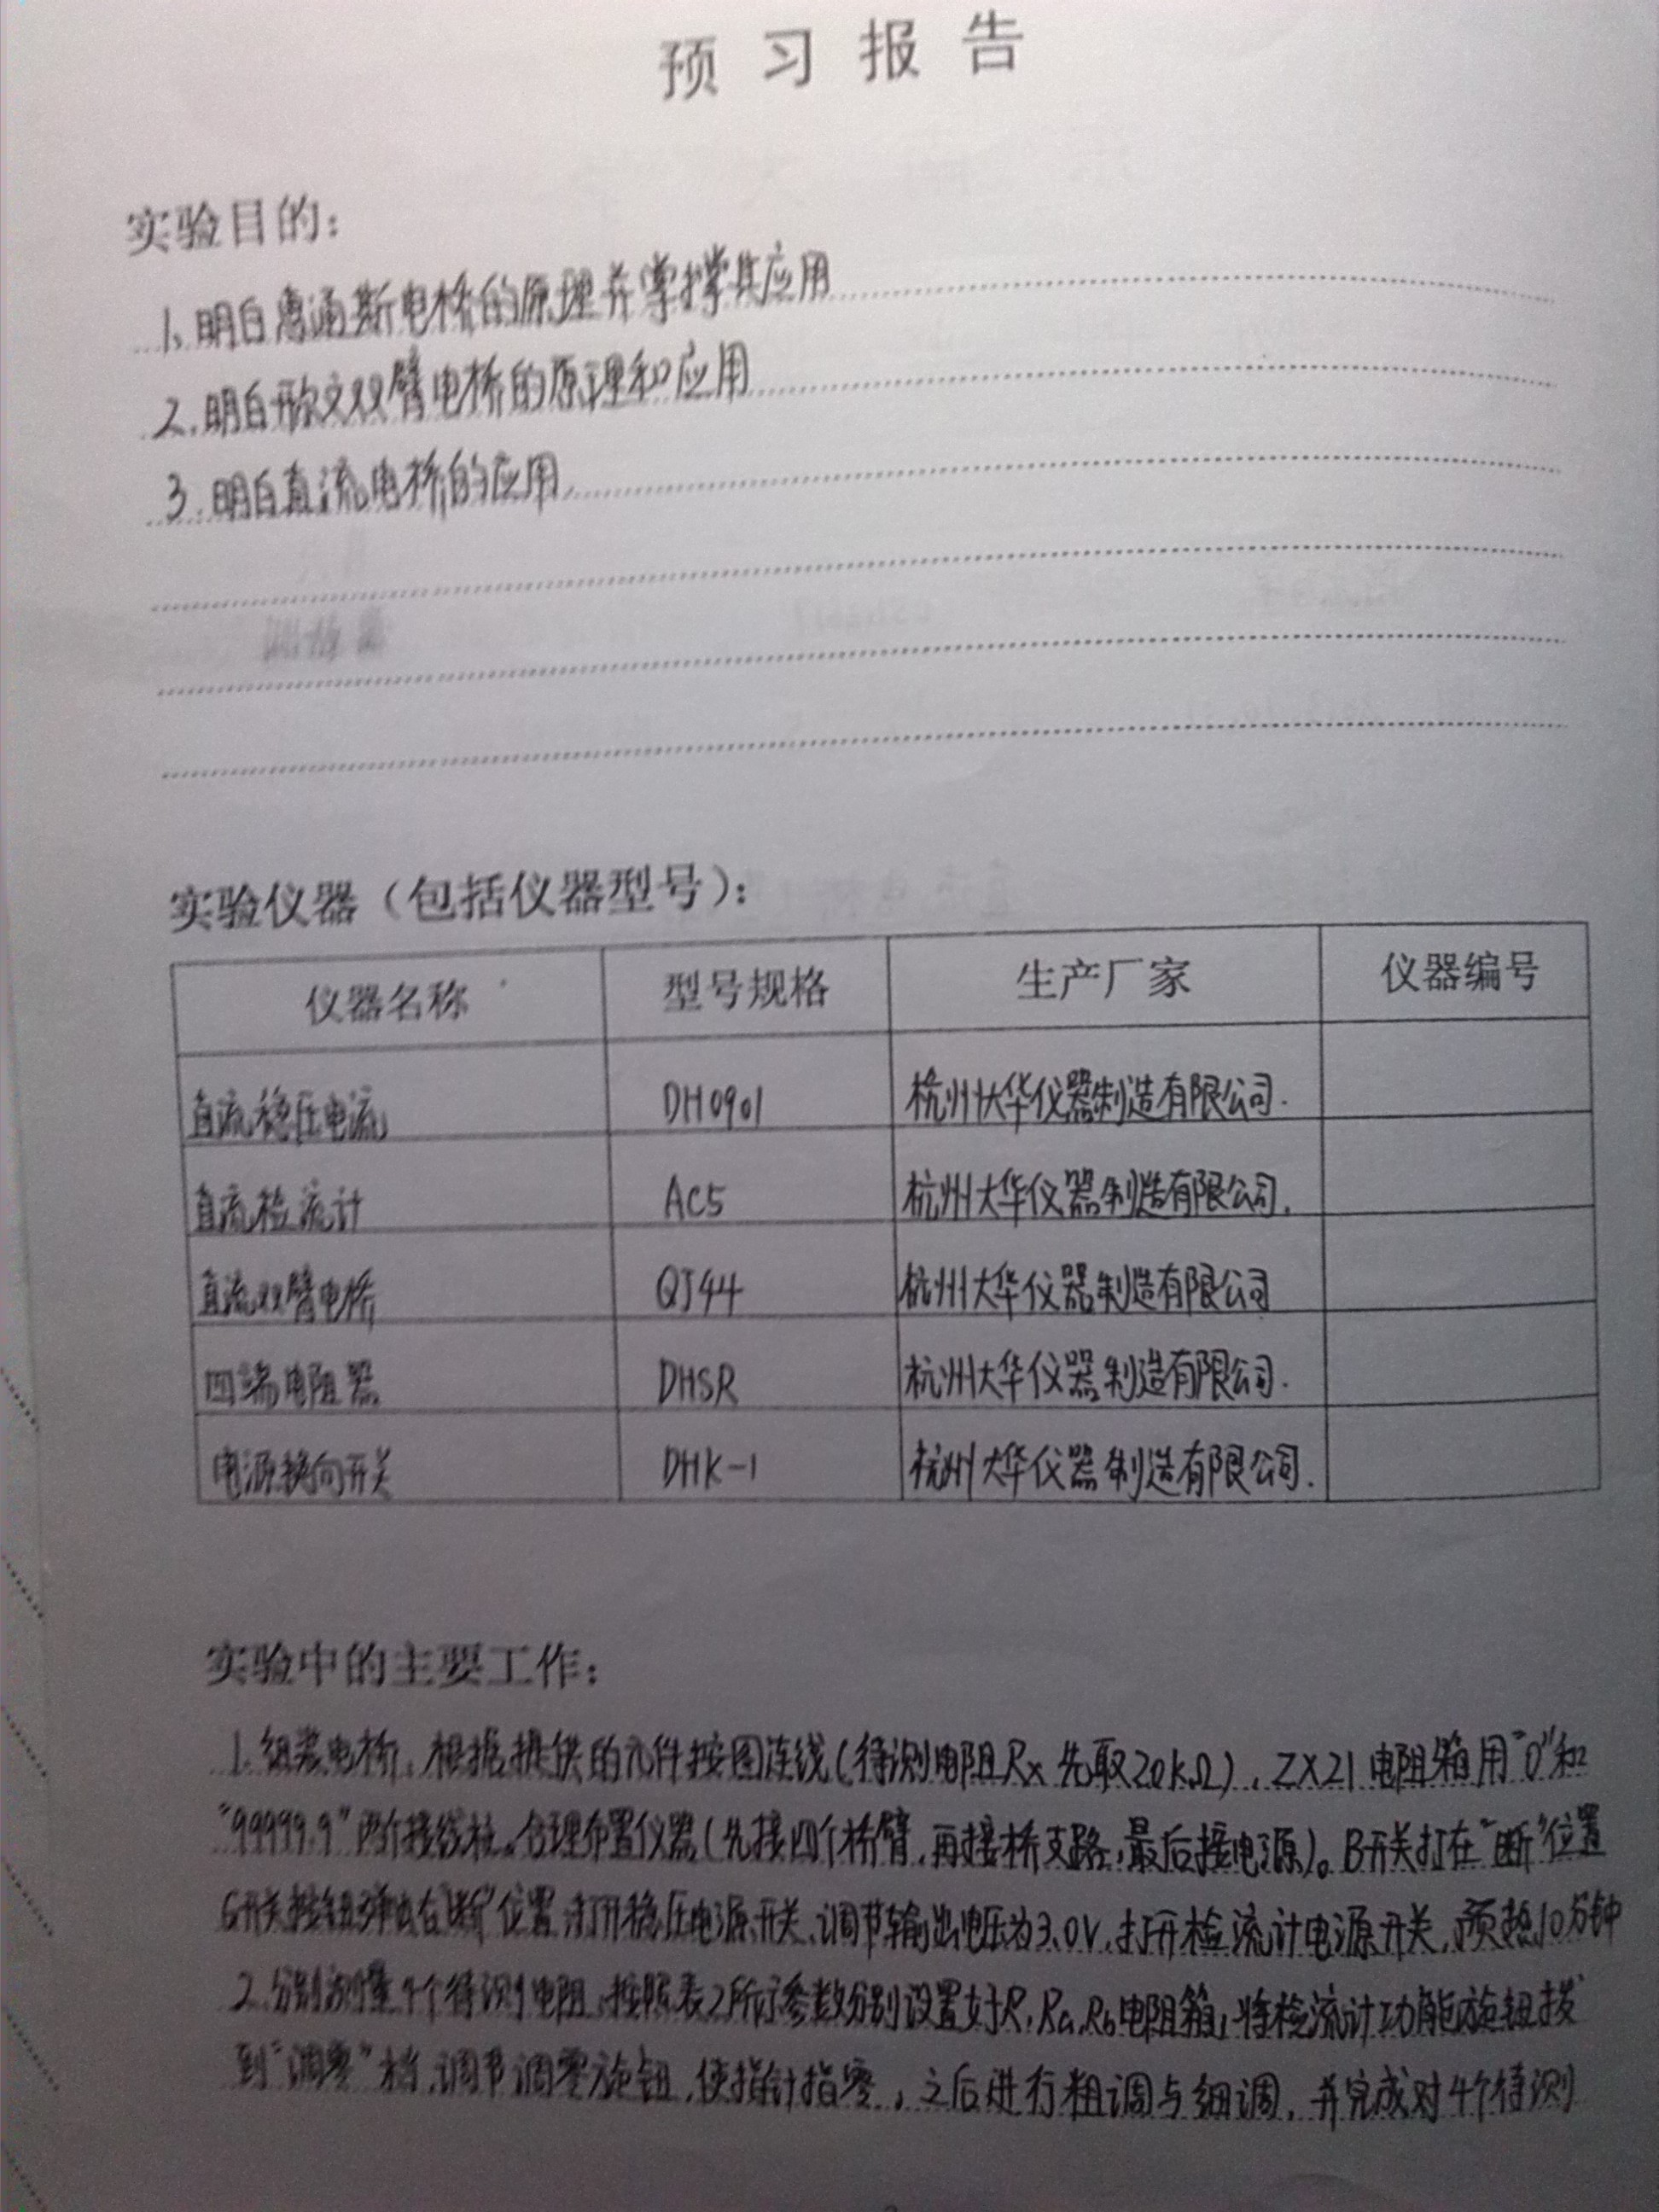 预习报告
实验目的:
1. 明白惠通斯电桥的原理并掌撑其应用
2. 明白开尔文双臂电桥的原理和应用
3. 明白直流电桥的应用
实验仪器(包括仪器型号):
仪器名称 型号规格 生产厂家 仪器编号
直流稳压电流 DH0901 杭州大华仪器制造有限公司.
直流检流计 AC5 杭州大华仪器制造有限公司.
直流双臂电桥 QJ44 杭州大华仪器制造有限公司
四端电阻器 DHSR 杭州大华仪器制造有限公司.
电源换向开关 DHK-1 杭州大华仪器制造有限公司.
实验中的主要工作:
1. 组装电桥. 根据提供的元件按图连线(待测电阻Rx先取20kΩ), ZX21电阻箱用“0”和
“99999.9”两个接线柱. 合理布置仪器(先接四个桥臂, 再接桥支路, 最后接电源)。B开关打在“断”位置
G开关按钮弹出在“断”位置. 打开稳压电源开关、调节输出电压为3.0V. 打开检流计电源开关, 预热10分钟
2. 分别测量4个待测电阻. 按照表2所示参数分别设置好R, Ra, Rb电阻箱, 将检流计功能旋钮拨
到“调零”档. 调节调零旋钮, 使指针指零, 之后进行粗调与细调, 并完成对4个待测